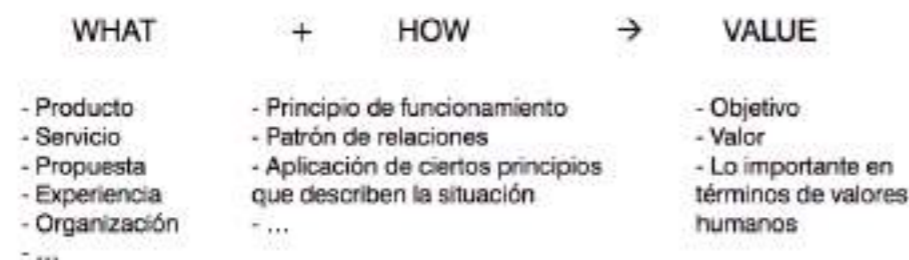 WHAT + HOW → VALUE
- Producto
- Servicio
- Propuesta
- Experiencia
- Organización
- ...
- Principio de funcionamiento
- Patrón de relaciones
- Aplicación de ciertos principios
que describen la situación
- ...
- Objetivo
- Valor
- Lo importante en
términos de valores
humanos